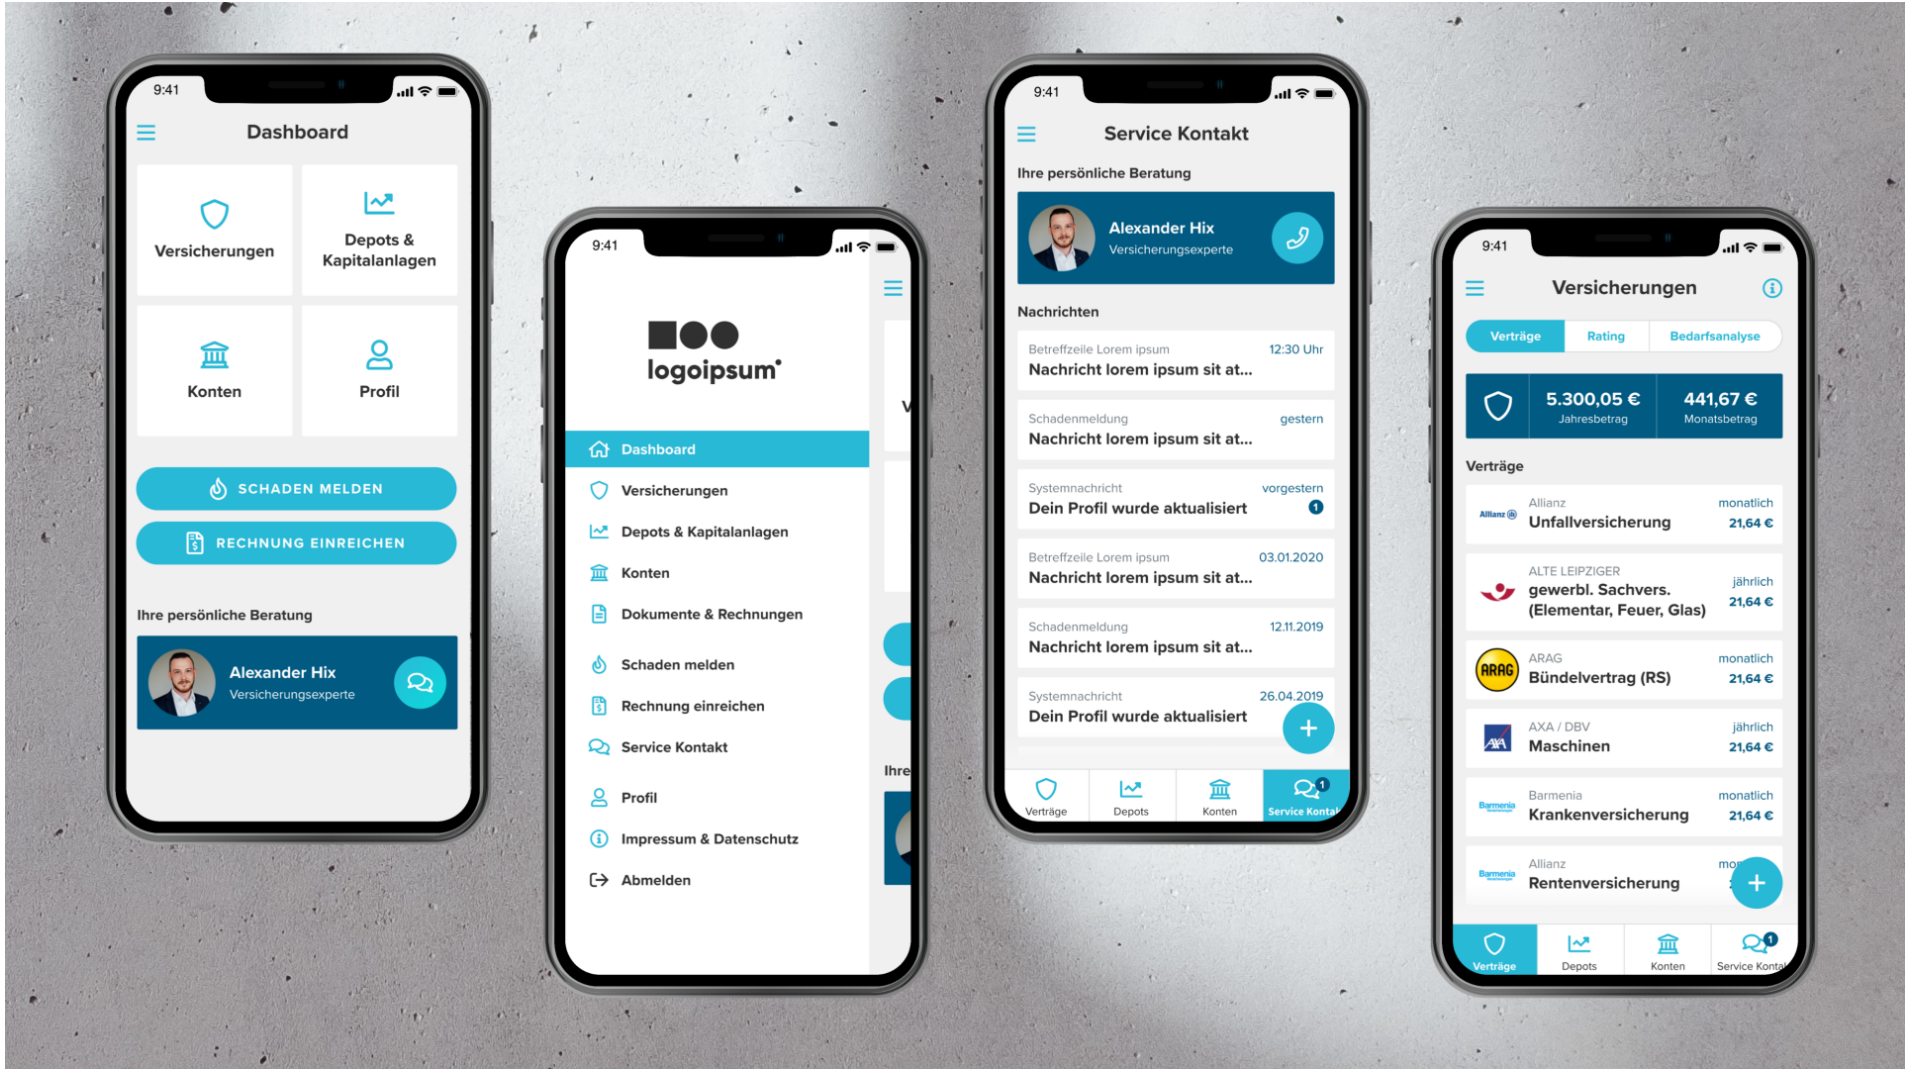 9:41
Dashboard
Versicherungen
Depots &
Kapitalanlagen
Konten
Profil
SCHADEN MELDEN
RECHNUNG EINREICHEN
Ihre persönliche Beratung
Alexander Hix
Versicherungsexperte
9:41
logoipsum
Dashboard
Versicherungen
Depots & Kapitalanlagen
Konten
Dokumente & Rechnungen
Schaden melden
Rechnung einreichen
Service Kontakt
Profil
Impressum & Datenschutz
Abmelden
V
Ihre
9:41
Service Kontakt
Ihre persönliche Beratung
Alexander Hix
Versicherungsexperte
Nachrichten
Betreffzeile Lorem ipsum 12:30 Uhr
Nachricht lorem ipsum sit at...
Schadenmeldung gestern
Nachricht lorem ipsum sit at...
Systemnachricht vorgestern
Dein Profil wurde aktualisiert 1
Betreffzeile Lorem ipsum 03.01.2020
Nachricht lorem ipsum sit at...
Schadenmeldung 12.11.2019
Nachricht lorem ipsum sit at...
Systemnachricht 26.04.2019
Dein Profil wurde aktualisiert
+
1
Verträge Depots Konten Service Kontak
9:41
Versicherungen
Verträge Rating Bedarfsanalyse
5.300,05 € 441,67 €
Jahresbetrag Monatsbetrag
Verträge
Allianz monatlich
Allianz Unfallversicherung 21,64 €
ALTE LEIPZIGER
gewerbl. Sachvers. jährlich
(Elementar, Feuer, Glas) 21,64 €
ARAG monatlich
ARAG Bündelvertrag (RS) 21,64 €
AXA / DBV jährlich
AXA Maschinen 21,64 €
Barmenia monatlich
Barmenia Krankenversicherung 21,64 €
Allianz mo
Barmenia Rentenversicherung
+
1
Verträge Depots Konten Service Kontak